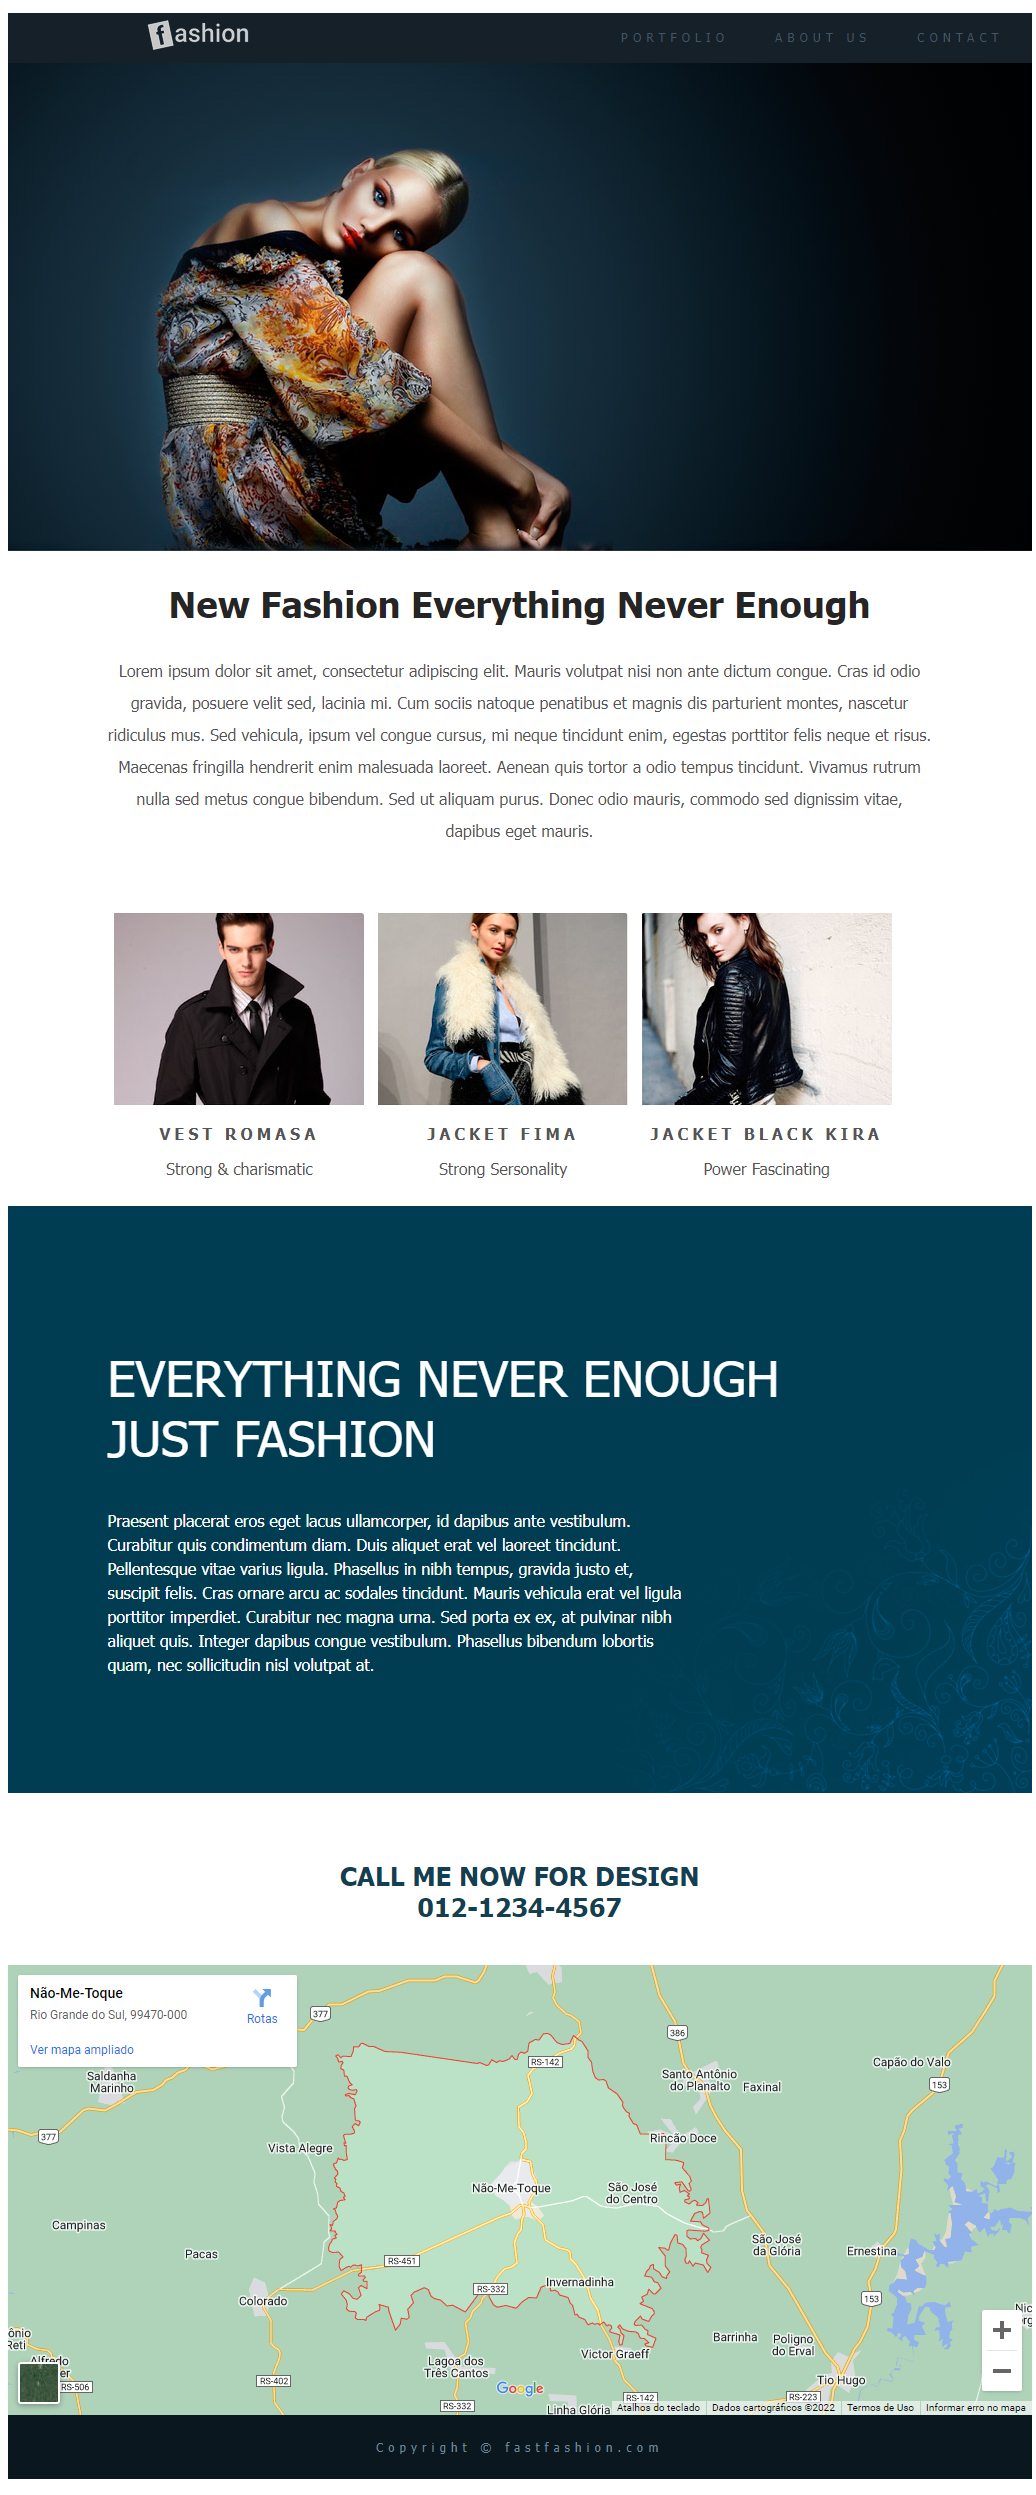 fashion
PORTFOLIO ABOUT US CONTACT
New Fashion Everything Never Enough
Lorem ipsum dolor sit amet, consectetur adipiscing elit. Mauris volutpat nisi non ante dictum congue. Cras id odio
gravida, posuere velit sed, lacinia mi. Cum sociis natoque penatibus et magnis dis parturient montes, nascetur
ridiculus mus. Sed vehicula, ipsum vel congue cursus, mi neque tincidunt enim, egestas porttitor felis neque et risus.
Maecenas fringilla hendrerit enim malesuada laoreet. Aenean quis tortor a odio tempus tincidunt. Vivamus rutrum
nulla sed metus congue bibendum. Sed ut aliquam purus. Donec odio mauris, commodo sed dignissim vitae,
dapibus eget mauris.
VEST ROMASA
Strong & charismatic
JACKET FIMA
Strong Sersonality
JACKET BLACK KIRA
Power Fascinating
EVERYTHING NEVER ENOUGH
JUST FASHION
Praesent placerat eros eget lacus ullamcorper, id dapibus ante vestibulum.
Curabitur quis condimentum diam. Duis aliquet erat vel laoreet tincidunt.
Pellentesque vitae varius ligula. Phasellus in nibh tempus, gravida justo et,
suscipit felis. Cras ornare arcu ac sodales tincidunt. Mauris vehicula erat vel ligula
porttitor imperdiet. Curabitur nec magna urna. Sed porta ex ex, at pulvinar nibh
aliquet quis. Integer dapibus congue vestibulum. Phasellus bibendum lobortis
quam, nec sollicitudin nisl volutpat at.
CALL ME NOW FOR DESIGN
012-1234-4567
Não-Me-Toque
Rio Grande do Sul, 99470-000
Rotas
Ver mapa ampliado
377
386
RS-142
Capão do Valo
Santo Antônio
do Planalto
Faxinal
153
Saldanha
Marinho
377
Vista Alegre
Rincão Doce
Não-Me-Toque
São José
do Centro
Campinas
Pacas
São José
da Glória
Ernestina
RS-451
Invernadinha
RS-332
Colorado
153
Barrinha
Poligno
do Erval
Victor Graeff
Lagoa dos
Três Cantos
Tio Hugo
RS-402
RS-506
Google
RS-142
RS-223
RS-332
Linha Glória
Atalhos do teclado
Dados cartográficos ©2022
Termos de Uso
Informar erro no mapa
Copyright © fastfashion.com